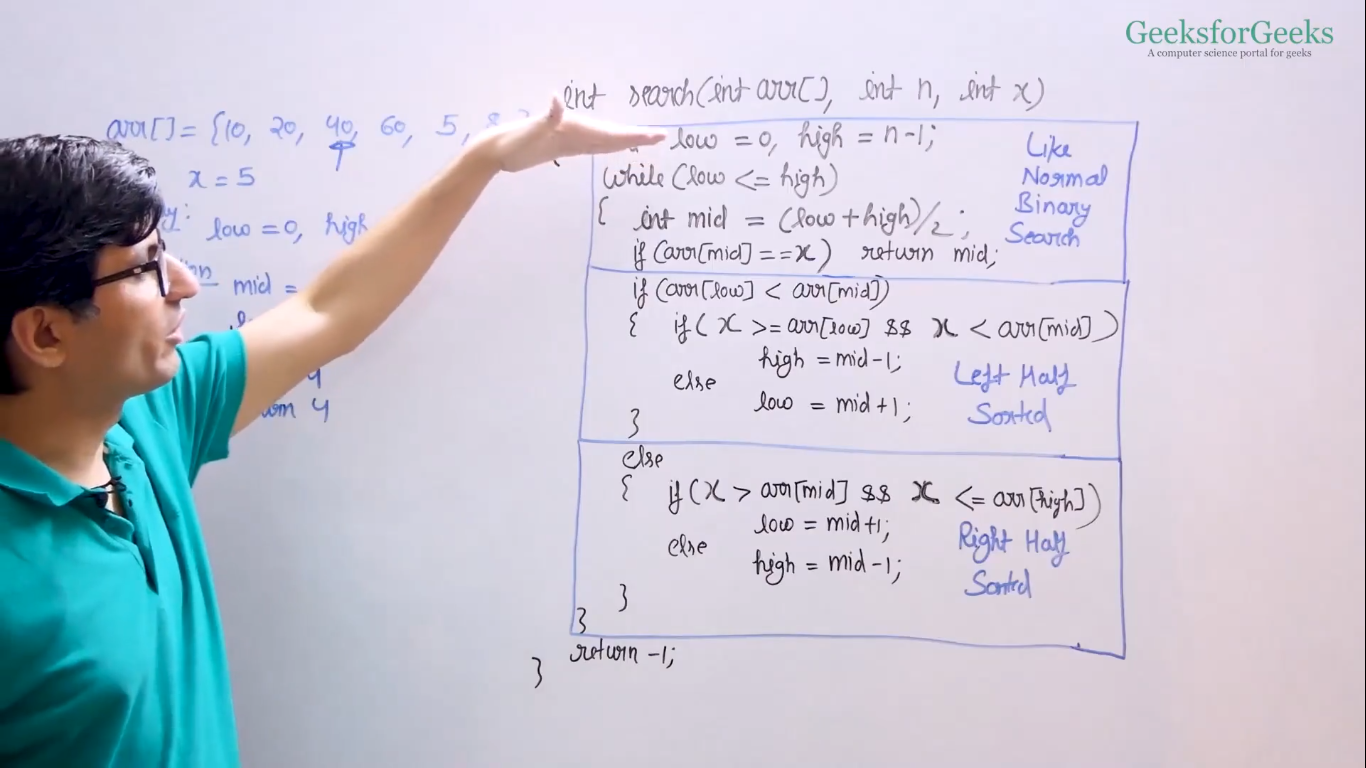 GeeksforGeeks
A computer science portal for geeks
arr[] = {10, 20, 40, 60, 5, 8 }
x = 5
low = 0, high
mid =
4
4
int search(int arr[], int n, int x)
low = 0, high = n-1;
while (low <= high)
{ int mid = (low + high)/2;
if (arr[mid] == x) return mid;
Like
Normal
Binary
Search
if (arr[low] < arr[mid])
{ if( x >= arr[low] && x < arr[mid])
high = mid-1;
else
low = mid+1;
}
Left Half
Sorted
else
{ if (x > arr[mid] && x <= arr[high])
low = mid+1;
else
high = mid-1;
}
Right Half
Sorted
}
return -1;
}